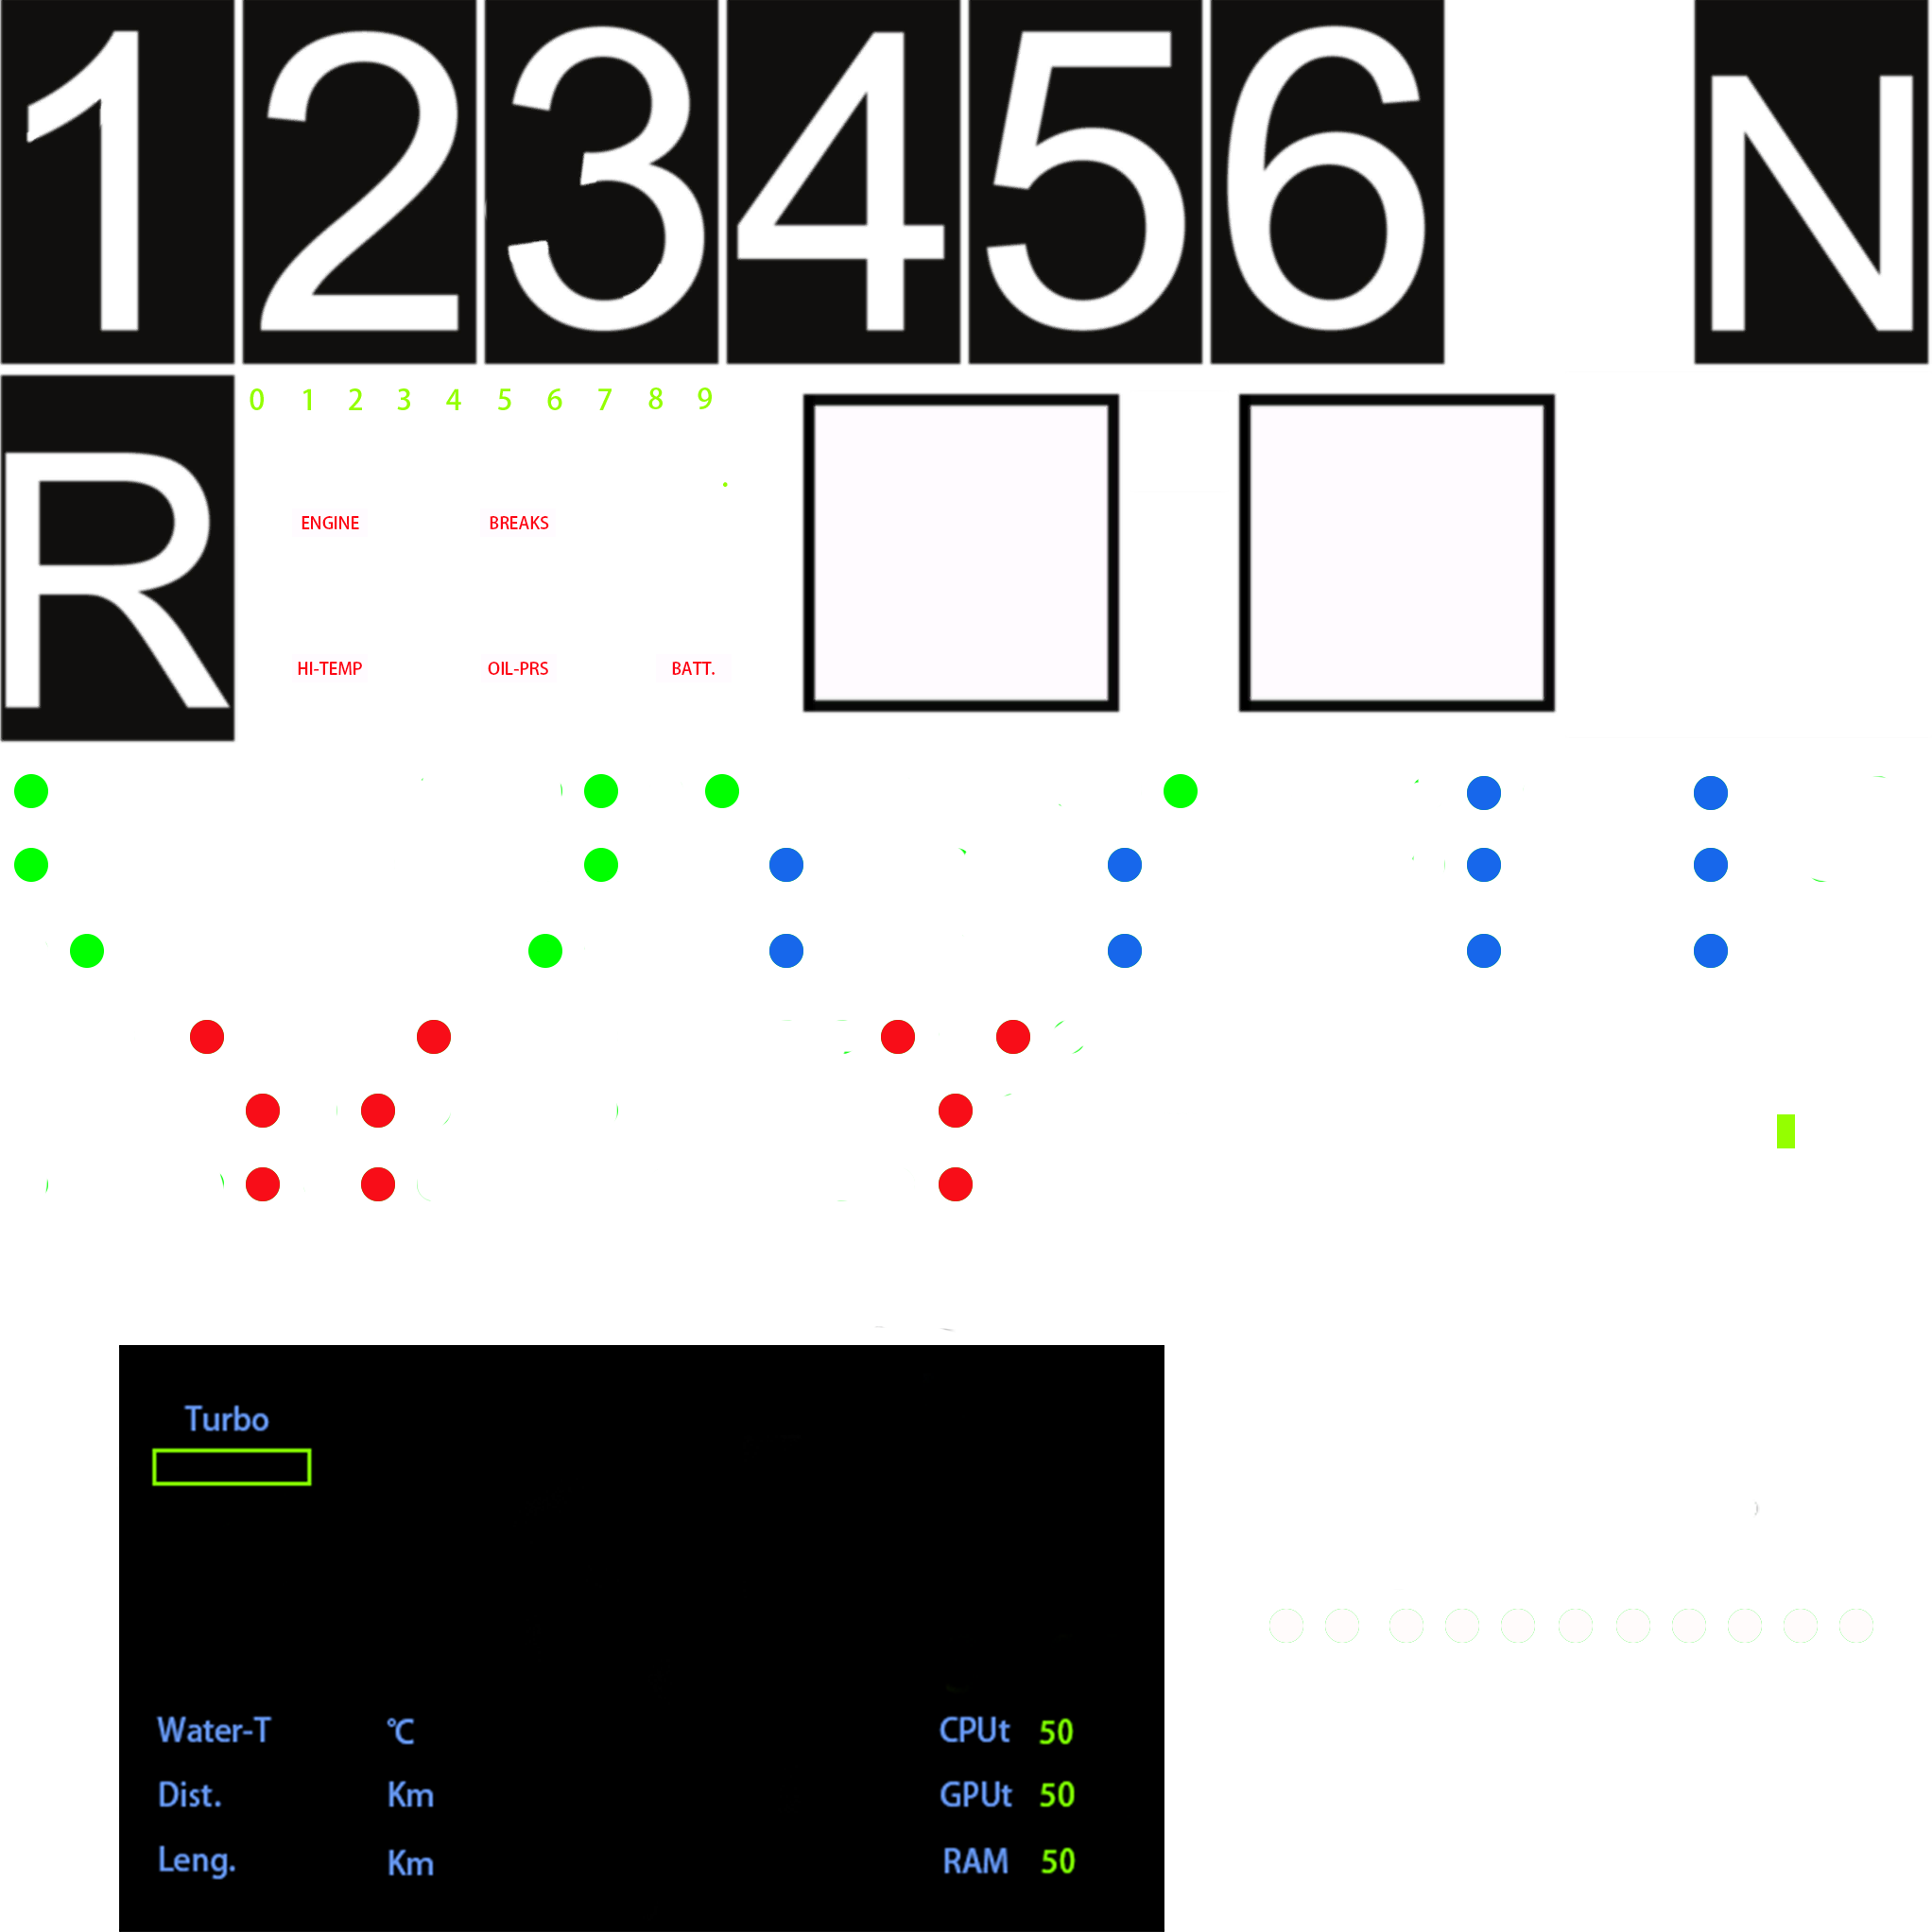 1 2 3 4 5 6 N
R
0 1 2 3 4 5 6 7 8 9
ENGINE BREAKS
HI-TEMP OIL-PRS BATT.
Turbo
Water-T °C CPUt 50
Dist. Km GPUt 50
Leng. Km RAM 50